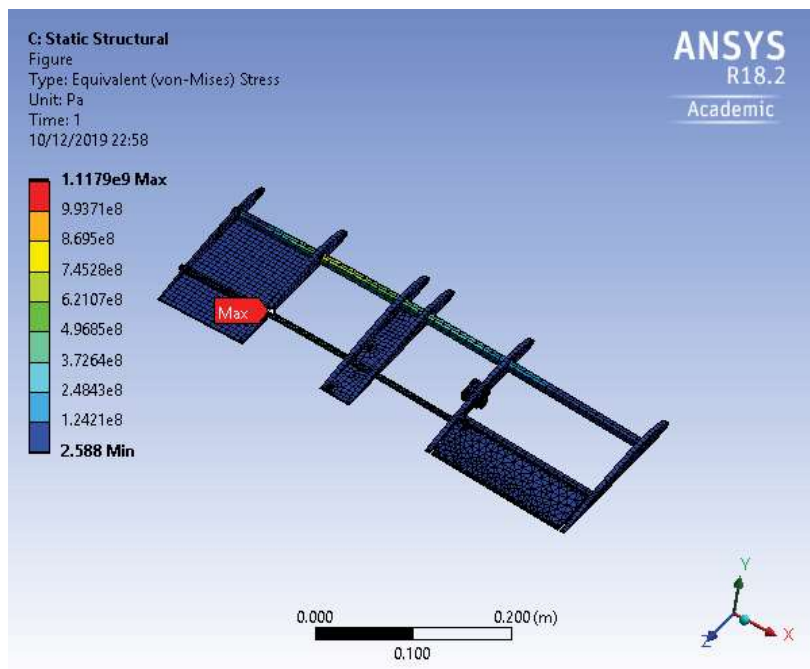 C: Static Structural
Figure
Type: Equivalent (von-Mises) Stress
Unit: Pa
Time: 1
10/12/2019 22:58
ANSYS
R18.2
Academic
1.1179e9 Max
9.9371e8
8.695e8
7.4528e8
6.2107e8
4.9685e8
3.7264e8
2.4843e8
1.2421e8
2.588 Min
Max
0.000
0.200 (m)
0.100
Y
X
Z